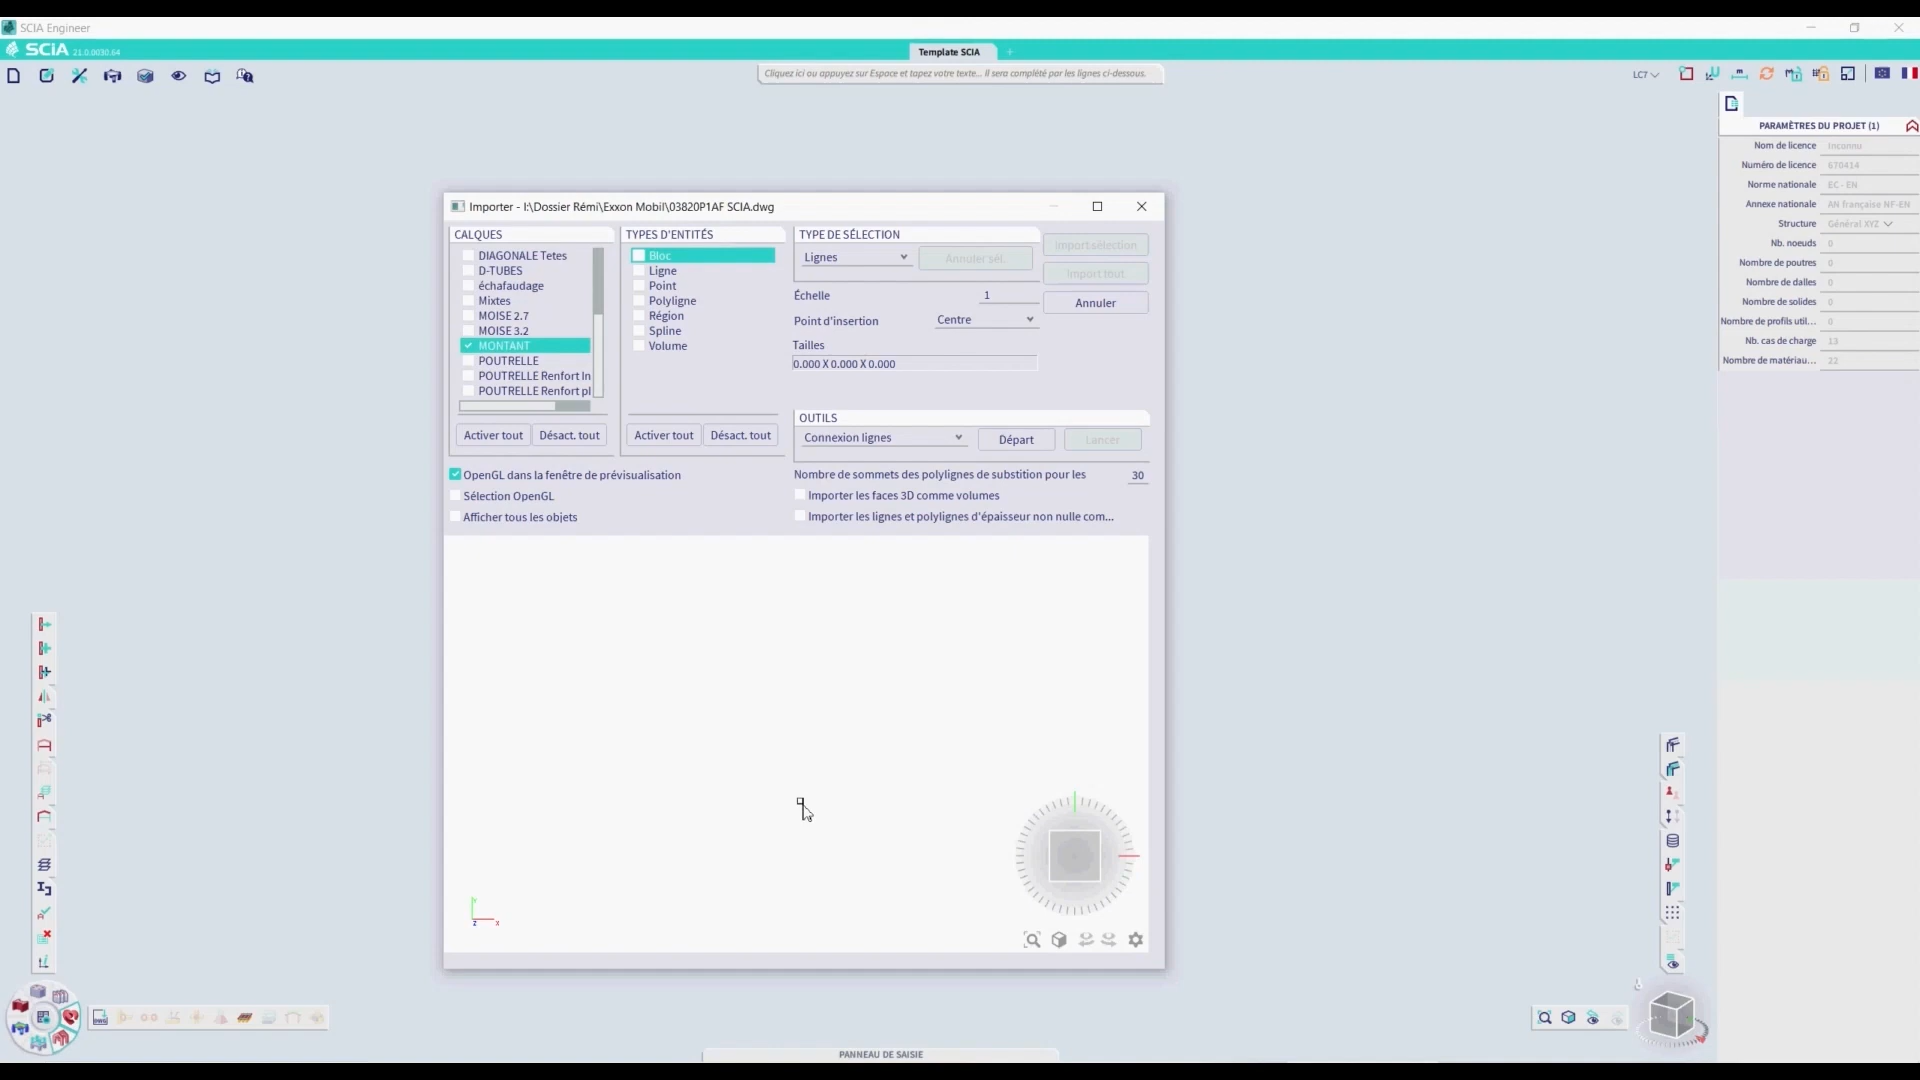 SCIA Engineer
SCIA 21.0.0030.64
Template SCIA
Cliquez ici ou appuyez sur Espace et tapez votre texte... Il sera complété par les lignes ci-dessous.
LC7
PARAMÈTRES DU PROJET (1)
Nom de licence Inconnu
Numéro de licence 670414
Norme nationale EC - EN
Annexe nationale AN française NF-EN
Structure Général XYZ
Nb. noeuds 0
Nombre de poutres 0
Nombre de dalles 0
Nombre de solides 0
Nombre de profils util... 0
Nb. cas de charge 13
Nombre de matériau... 22
Importer - I:\Dossier Rémi\Exxon Mobil\03820P1AF SCIA.dwg
CALQUES
DIAGONALE Tetes
D-TUBES
échafaudage
Mixtes
MOISE 2.7
MOISE 3.2
MONTANT
POUTRELLE
POUTRELLE Renfort In
POUTRELLE Renfort pl
Activer tout
Désact. tout
TYPES D'ENTITÉS
Bloc
Ligne
Point
Polyligne
Région
Spline
Volume
Activer tout
Désact. tout
TYPE DE SÉLECTION
Lignes
Annuler sél.
Import sélection
Import tout
Annuler
Échelle 1
Point d'insertion Centre
Tailles
0.000 X 0.000 X 0.000
OUTILS
Connexion lignes
Départ
Lancer
OpenGL dans la fenêtre de prévisualisation
Sélection OpenGL
Afficher tous les objets
Nombre de sommets des polylignes de substition pour les 30
Importer les faces 3D comme volumes
Importer les lignes et polylignes d'épaisseur non nulle com...
Y
Z
X
PANNEAU DE SAISIE